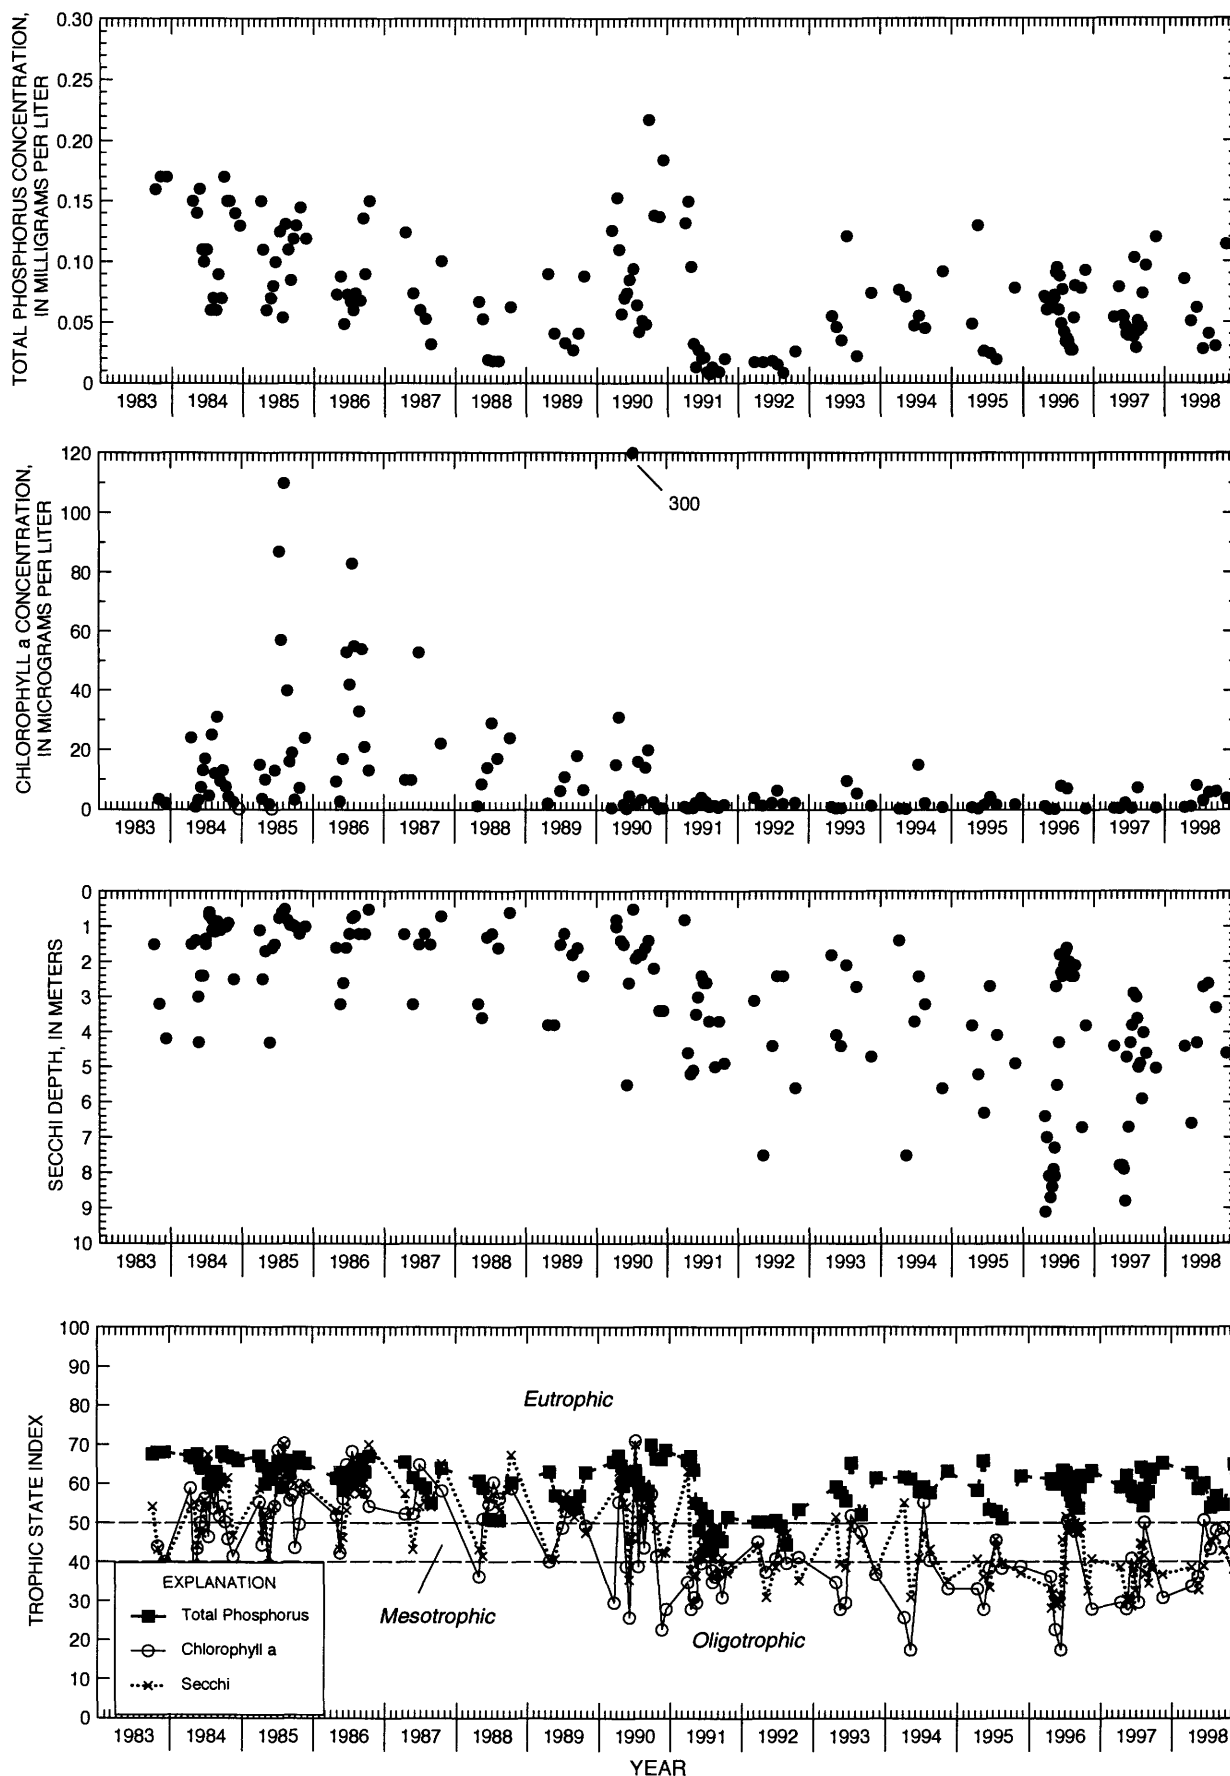 TOTAL PHOSPHORUS CONCENTRATION,
IN MILLIGRAMS PER LITER
0.30
0.25
0.20
0.15
0.10
0.05
0
1983 1984 1985 1986 1987 1988 1989 1990 1991 1992 1993 1994 1995 1996 1997 1998
CHLOROPHYLL a CONCENTRATION,
IN MICROGRAMS PER LITER
120
100
80
60
40
20
0
300
1983 1984 1985 1986 1987 1988 1989 1990 1991 1992 1993 1994 1995 1996 1997 1998
SECCHI DEPTH, IN METERS
0
1
2
3
4
5
6
7
8
9
10
1983 1984 1985 1986 1987 1988 1989 1990 1991 1992 1993 1994 1995 1996 1997 1998
TROPHIC STATE INDEX
100
90
80
70
60
50
40
30
20
10
0
Eutrophic
Mesotrophic
Oligotrophic
EXPLANATION
Total Phosphorus
Chlorophyll a
Secchi
1983 1984 1985 1986 1987 1988 1989 1990 1991 1992 1993 1994 1995 1996 1997 1998
YEAR